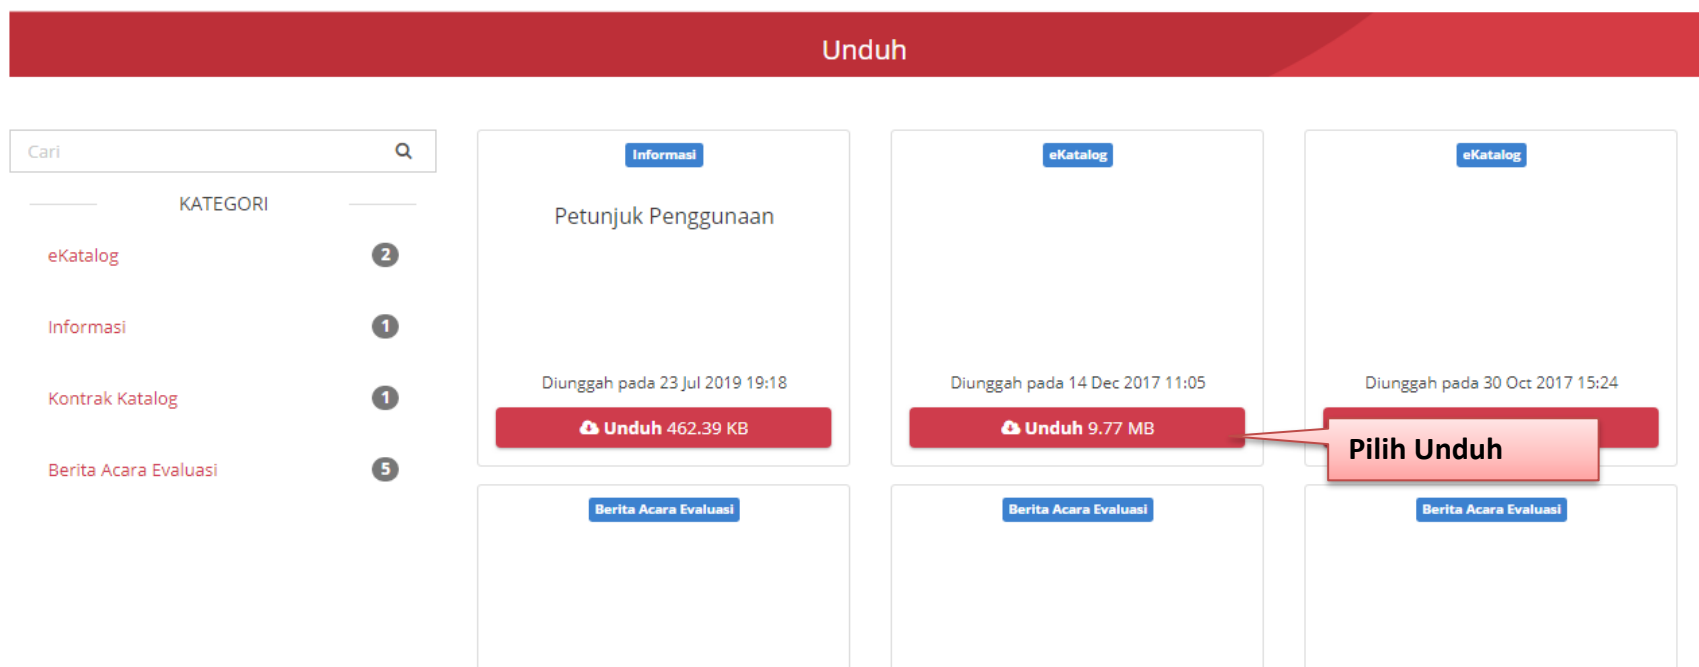 Unduh
Cari
KATEGORI
eKatalog 2
Informasi 1
Kontrak Katalog 1
Berita Acara Evaluasi 5
Informasi
Petunjuk Penggunaan
Diunggah pada 23 Jul 2019 19:18
Unduh 462.39 KB
eKatalog
Diunggah pada 14 Dec 2017 11:05
Unduh 9.77 MB
eKatalog
Diunggah pada 30 Oct 2017 15:24
Pilih Unduh
Berita Acara Evaluasi
Berita Acara Evaluasi
Berita Acara Evaluasi